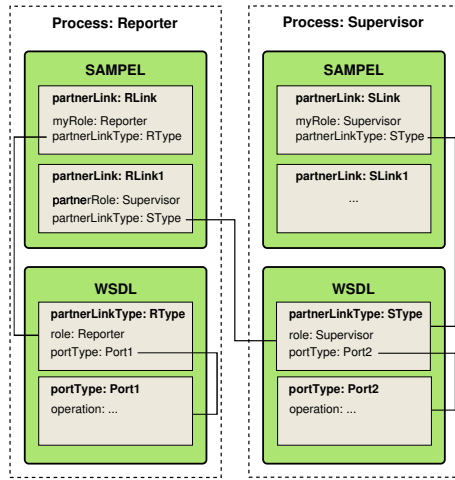 Process: Reporter
SAMPEL
partnerLink: RLink
myRole: Reporter
partnerLinkType: RType
partnerLink: RLink1
partnerRole: Supervisor
partnerLinkType: SType
WSDL
partnerLinkType: RType
role: Reporter
portType: Port1
portType: Port1
operation: ...
Process: Supervisor
SAMPEL
partnerLink: SLink
myRole: Supervisor
partnerLinkType: SType
partnerLink: SLink1
...
WSDL
partnerLinkType: SType
role: Supervisor
portType: Port2
portType: Port2
operation: ...